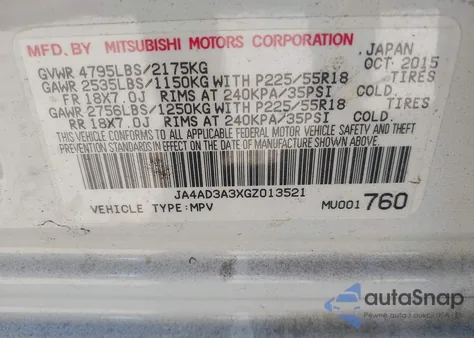 MFD.BY MITSUBISHI MOTORS CORPORATION JAPAN
GVWR 4795LBS/2175KG OCT 2015
GAWR 2535LBS/1150KG WITH P225/55R18 TIRES
FR 18X7.0J RIMS AT 240KPA/35PSI COLD.
GAWR 2756LBS/1250KG WITH P225/55R18 TIRES
RR 18X7.0J RIMS AT 240KPA/35PSI COLD.
THIS VEHICLE CONFORMS TO ALL APPLICABLE FEDERAL MOTOR VEHICLE SAFETY, BUMPER AND THEFT
PREVENTION STANDARDS IN EFFECT ON THE DATE OF MANUFACTURE SHOWN ABOVE.
JA4AD3A3XGZ013521
VEHICLE TYPE:MPV MU001 760
autoSnap